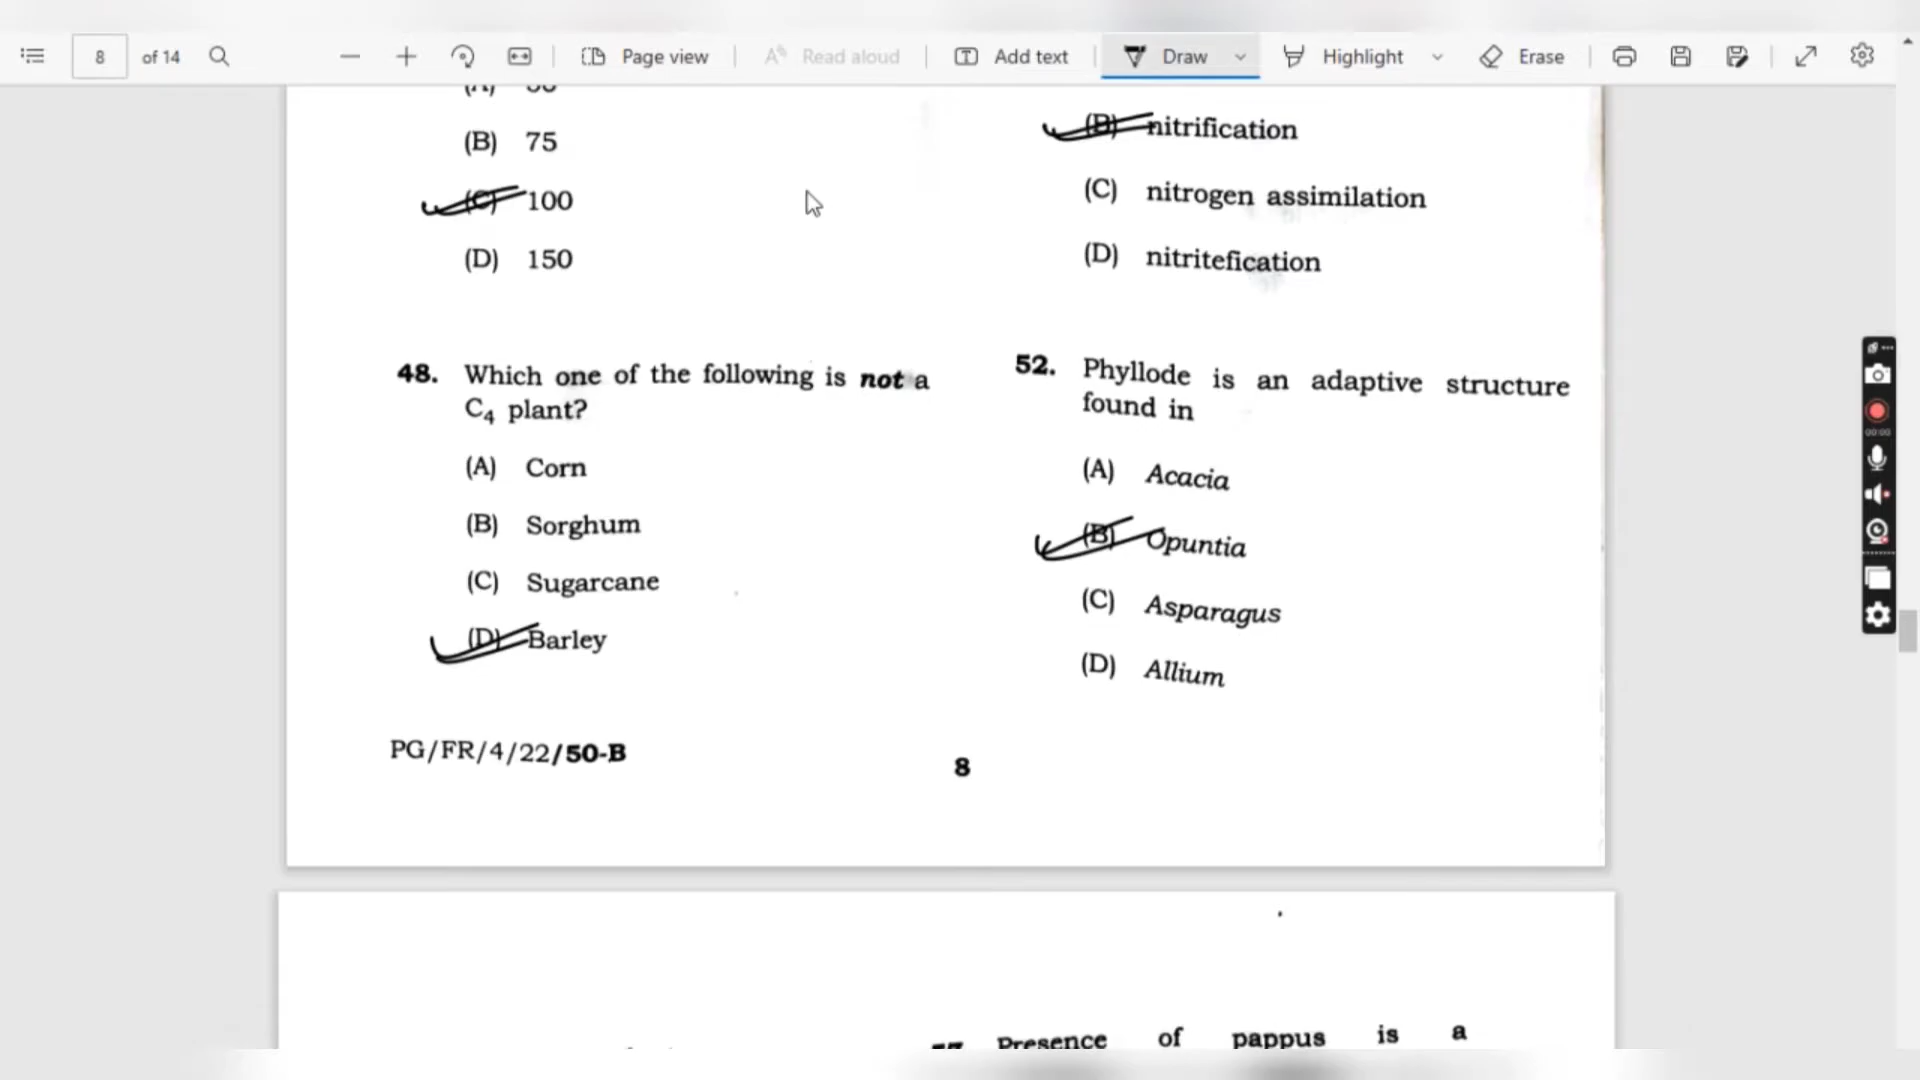 8 of 14 Page view Read aloud Add text Draw Highlight Erase
(B) 75
(C) 100
(D) 150
48. Which one of the following is not a
C₄ plant?
(A) Corn
(B) Sorghum
(C) Sugarcane
(D) Barley
(B) nitrification
(C) nitrogen assimilation
(D) nitritefication
52. Phyllode is an adaptive structure
found in
(A) Acacia
(B) Opuntia
(C) Asparagus
(D) Allium
PG/FR/4/22/50-B
8
Presence of pappus is a
00:00